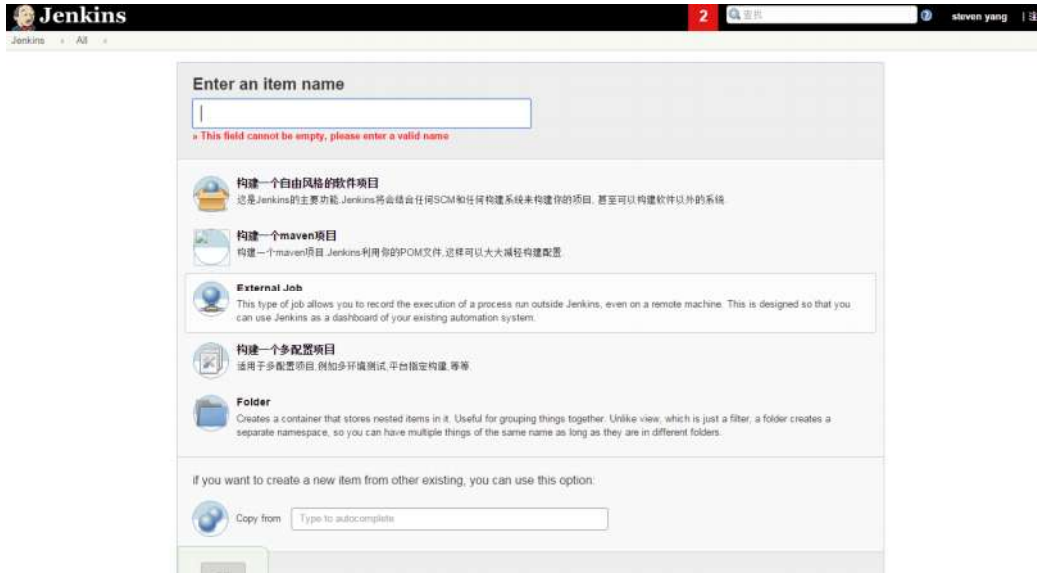 Jenkins
2
查找
steven yang
Jenkins
All
Enter an item name
» This field cannot be empty, please enter a valid name
构建一个自由风格的软件项目
这是Jenkins的主要功能.Jenkins将会结合任何SCM和任何构建系统来构建你的项目, 甚至可以构建软件以外的系统.
构建一个maven项目
构建一个maven项目.Jenkins利用你的POM文件,这样可以大大减轻构建配置.
External Job
This type of job allows you to record the execution of a process run outside Jenkins, even on a remote machine. This is designed so that you
can use Jenkins as a dashboard of your existing automation system.
构建一个多配置项目
适用于多配置项目,例如多环境测试,平台指定构建,等等.
Folder
Creates a container that stores nested items in it. Useful for grouping things together. Unlike view, which is just a filter, a folder creates a
separate namespace, so you can have multiple things of the same name as long as they are in different folders.
if you want to create a new item from other existing, you can use this option:
Copy from
Type to autocomplete